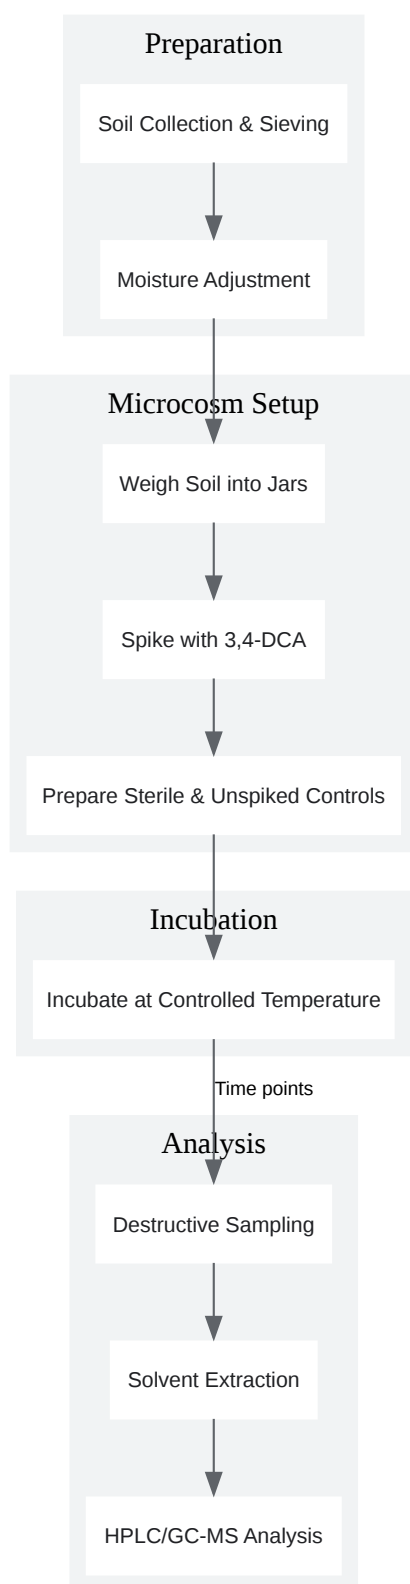 Preparation
Soil Collection & Sieving
Moisture Adjustment
Microcosm Setup
Weigh Soil into Jars
Spike with 3,4-DCA
Prepare Sterile & Unspiked Controls
Incubation
Incubate at Controlled Temperature
Time points
Analysis
Destructive Sampling
Solvent Extraction
HPLC/GC-MS Analysis